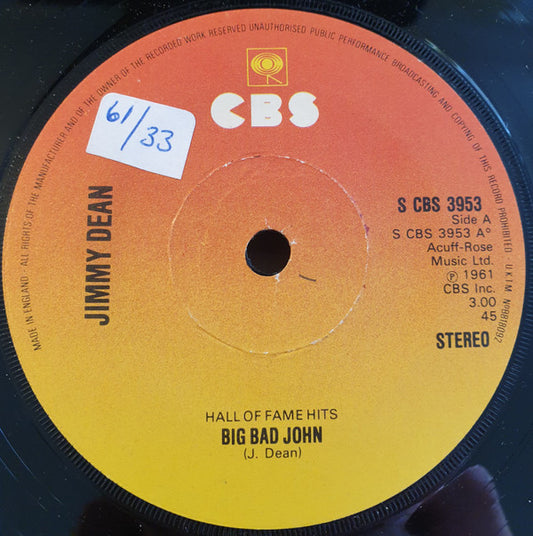 MADE IN ENGLAND · ALL RIGHTS OF THE MANUFACTURER AND OF THE OWNER OF THE RECORDED WORK RESERVED UNAUTHORISED PUBLIC PERFORMANCE BROADCASTING AND COPYING OF THIS RECORD PROHIBITED · U.K.T.M. NºB818092
CBS
61/33
JIMMY DEAN
S CBS 3953
Side A
S CBS 3953 A°
Acuff-Rose
Music Ltd.
℗ 1961
CBS Inc.
3.00
45
STEREO
HALL OF FAME HITS
BIG BAD JOHN
(J. Dean)